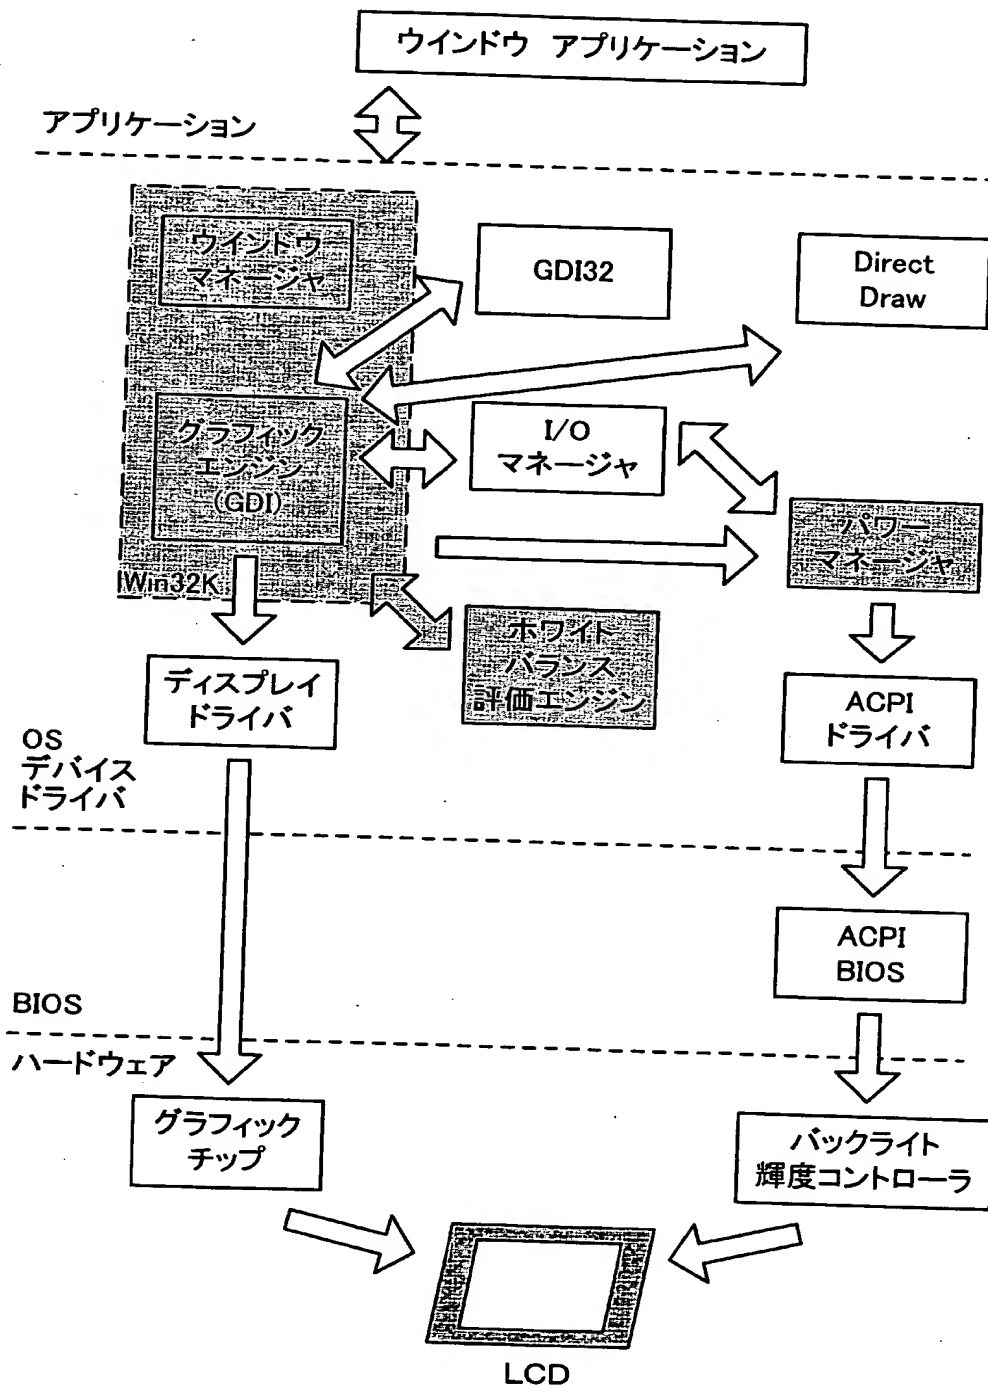 ウインドウ アプリケーション
アプリケーション
ウインドウ
マネージャ
GDI32
Direct
Draw
グラフィック
エンジン
(GDI)
I/O
マネージャ
パワー
マネージャ
Win32K
ホワイト
バランス
評価エンジン
ディスプレイ
ドライバ
ACPI
ドライバ
OS
デバイス
ドライバ
ACPI
BIOS
BIOS
ハードウェア
グラフィック
チップ
バックライト
輝度コントローラ
LCD